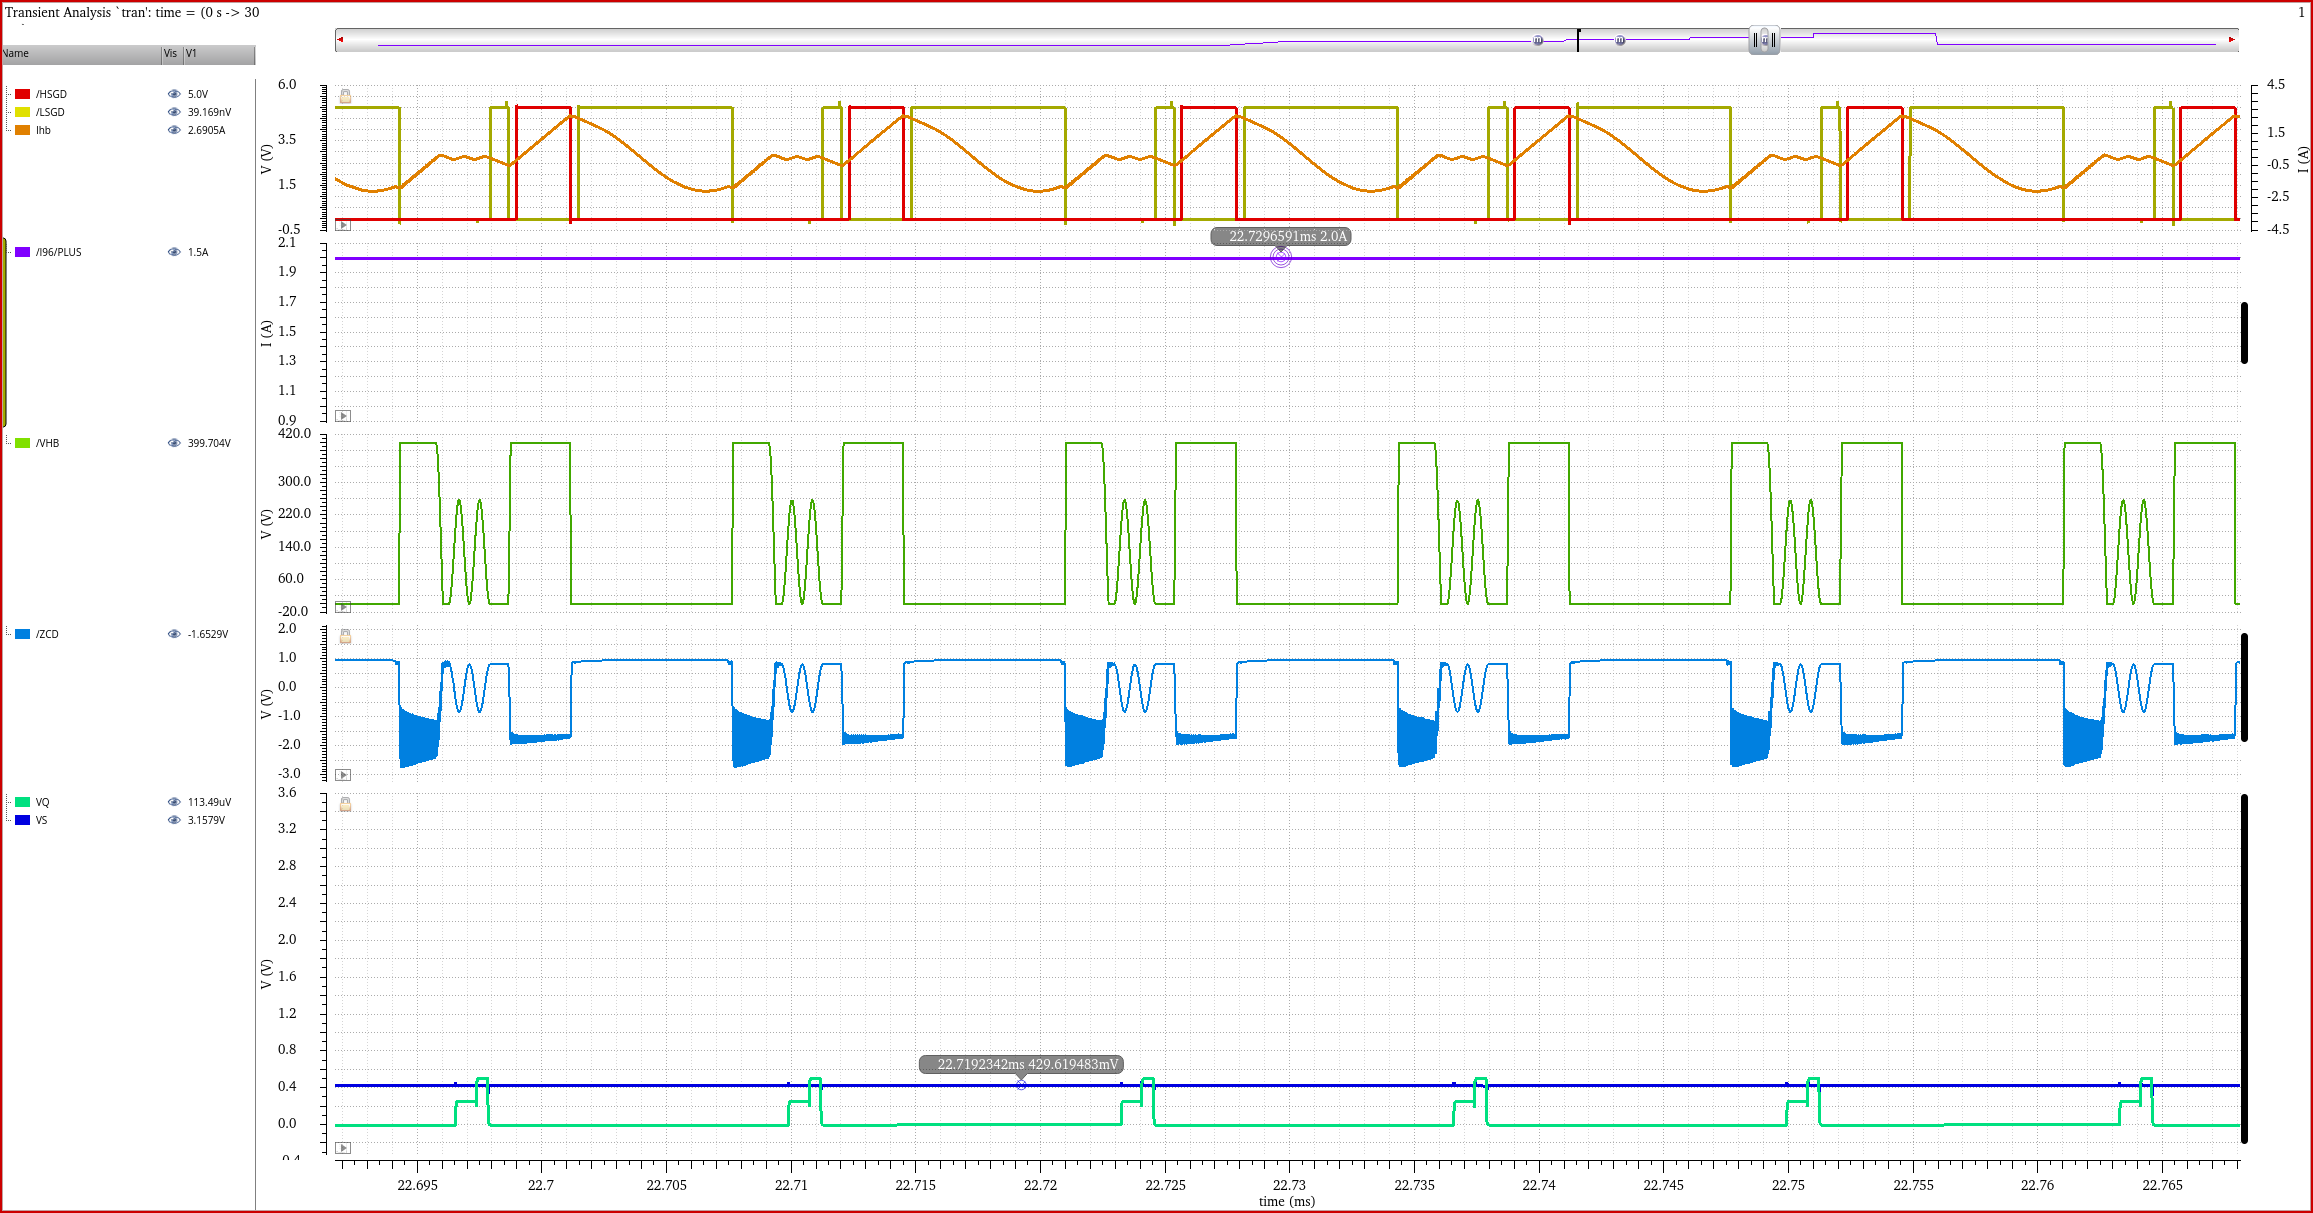 Transient Analysis `tran': time = (0 s -> 30
1
Name Vis V1
/HSGD 5.0V
/LSGD 39.169nV
Ihb 2.6905A
/I96/PLUS 1.5A
/VHB 399.704V
/ZCD -1.6529V
VQ 113.49uV
VS 3.1579V
6.0
3.5
1.5
-0.5
V (V)
4.5
1.5
-0.5
-2.5
-4.5
I (A)
22.7296591ms 2.0A
2.1
1.9
1.7
1.5
1.3
1.1
0.9
I (A)
420.0
300.0
220.0
140.0
60.0
-20.0
V (V)
2.0
1.0
0.0
-1.0
-2.0
-3.0
V (V)
3.6
3.2
2.8
2.4
2.0
1.6
1.2
0.8
0.4
0.0
V (V)
22.7192342ms 429.619483mV
22.695 22.7 22.705 22.71 22.715 22.72 22.725 22.73 22.735 22.74 22.745 22.75 22.755 22.76 22.765
time (ms)